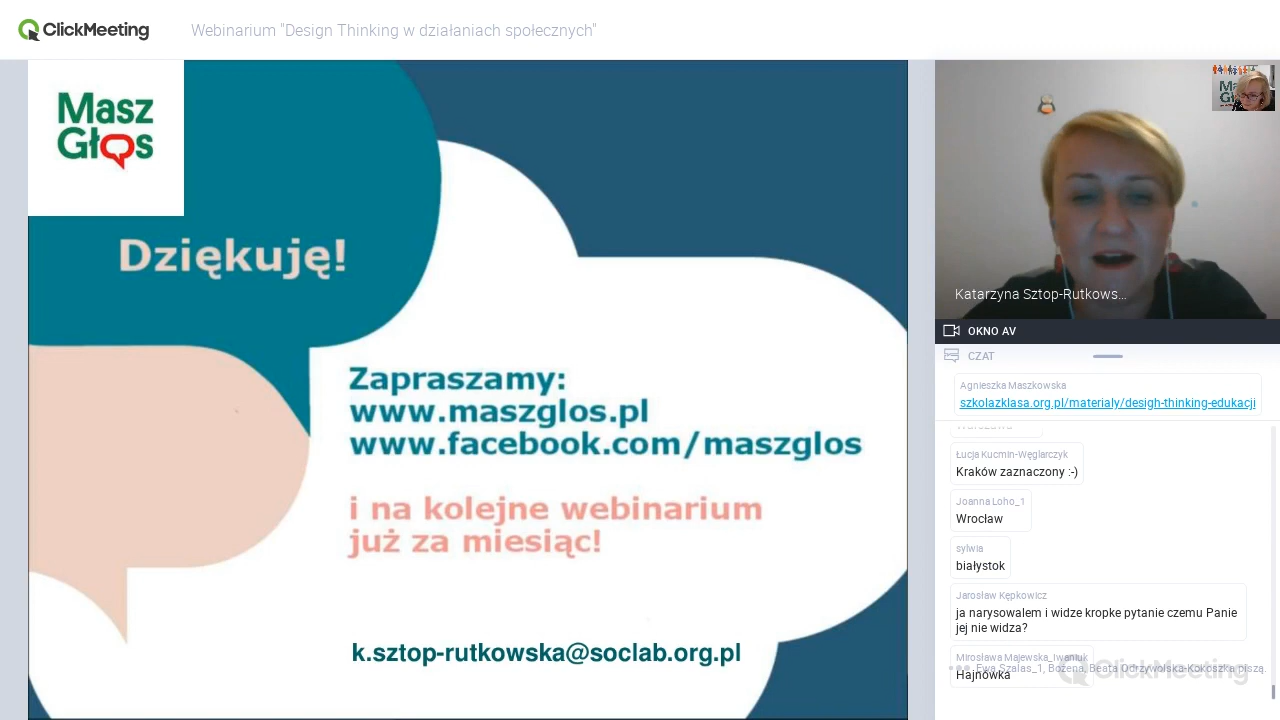 ClickMeeting
Webinarium "Design Thinking w działaniach społecznych"
Masz
Głos
Dziękuję!
Zapraszamy:
www.maszglos.pl
www.facebook.com/maszglos
i na kolejne webinarium
już za miesiąc!
k.sztop-rutkowska@soclab.org.pl
Katarzyna Sztop-Rutkows...
OKNO AV
CZAT
Agnieszka Maszkowska
szkolazklasa.org.pl/materialy/desigh-thinking-edukacji
Łucja Kucmin-Węglarczyk
Kraków zaznaczony :-)
Joanna Loho_1
Wrocław
sylwia
białystok
Jarosław Kępkowicz
ja narysowalem i widze kropke pytanie czemu Panie
jej nie widza?
Mirosława Majewska_Iwaniuk
Ewa Szalas_1, Bożena, Beata Odrzywolska-Kokoszka piszą.
Hajnówka
ClickMeeting